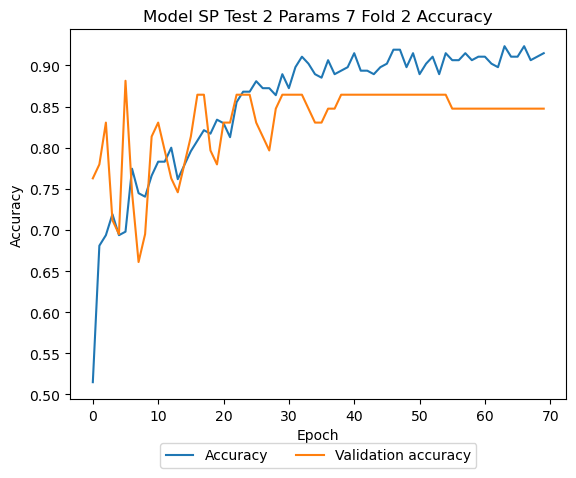 Model SP Test 2 Params 7 Fold 2 Accuracy
0.90
0.85
0.80
0.75
0.70
0.65
0.60
0.55
0.50
Accuracy
0 10 20 30 40 50 60 70
Epoch
Accuracy Validation accuracy